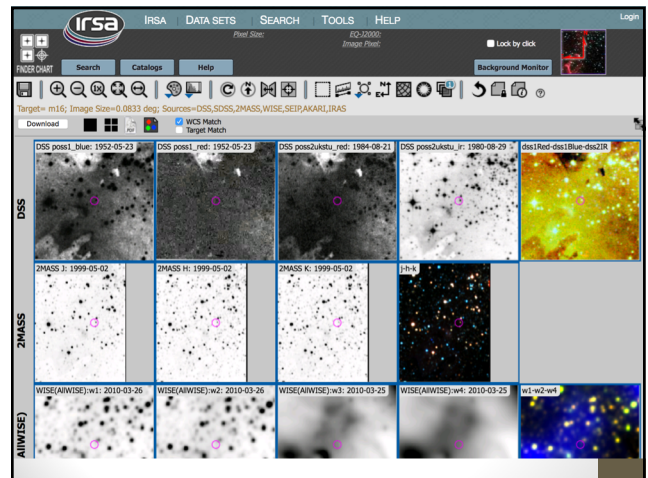 irsa IRSA DATA SETS SEARCH TOOLS HELP Login
Pixel Size: EQ-J2000:
Image Pixel: Lock by click
FINDER CHART Search Catalogs Help Background Monitor
Target= m16; Image Size=0.0833 deg; Sources=DSS,SDSS,2MASS,WISE,SEIP,AKARI,IRAS
Download WCS Match
Target Match
DSS
DSS poss1_blue: 1952-05-23 DSS poss1_red: 1952-05-23 DSS poss2ukstu_red: 1984-08-21 DSS poss2ukstu_ir: 1980-08-29 dss1Red-dss1Blue-dss2IR
2MASS
2MASS J: 1999-05-02 2MASS H: 1999-05-02 2MASS K: 1999-05-02 j-h-k
AllWISE)
WISE(AllWISE):w1: 2010-03-26 WISE(AllWISE):w2: 2010-03-26 WISE(AllWISE):w3: 2010-03-25 WISE(AllWISE):w4: 2010-03-25 w1-w2-w4